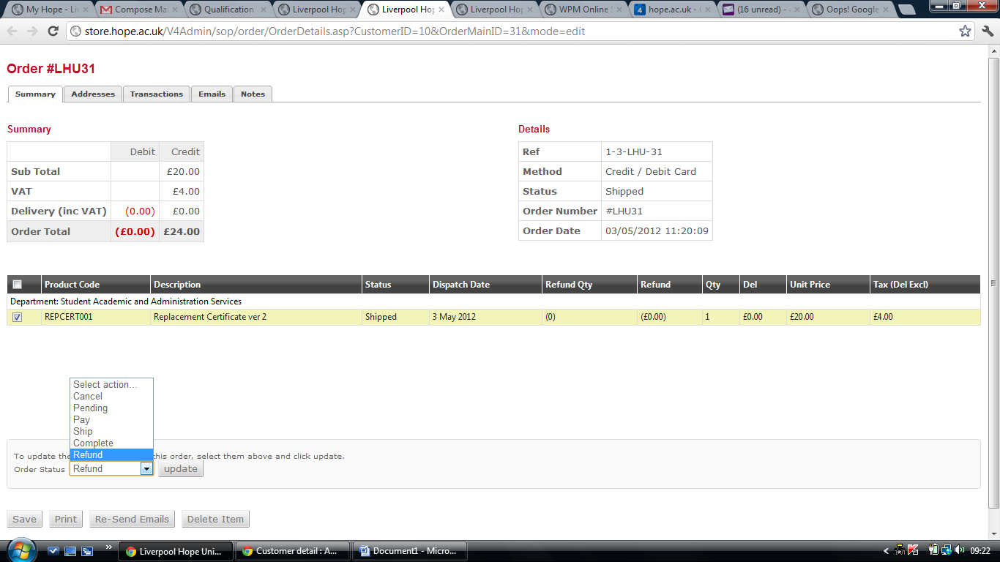 My Hope - Li
Compose Mai
Qualification
Liverpool Hop
Liverpool Hop
Liverpool Hop
WPM Online S
4 hope.ac.uk - O
(16 unread) -
Oops! Google
store.hope.ac.uk/V4Admin/sop/order/OrderDetails.asp?CustomerID=10&OrderMainID=31&mode=edit
Order #LHU31
Summary Addresses Transactions Emails Notes
Summary
Debit Credit
Sub Total £20.00
VAT £4.00
Delivery (inc VAT) (0.00) £0.00
Order Total (£0.00) £24.00
Details
Ref 1-3-LHU-31
Method Credit / Debit Card
Status Shipped
Order Number #LHU31
Order Date 03/05/2012 11:20:09
Product Code Description Status Dispatch Date Refund Qty Refund Qty Del Unit Price Tax (Del Excl)
Department: Student Academic and Administration Services
REPCERT001 Replacement Certificate ver 2 Shipped 3 May 2012 (0) (£0.00) 1 £0.00 £20.00 £4.00
Select action...
Cancel
Pending
Pay
Ship
Complete
Refund
To update the this order, select them above and click update.
Order Status Refund update
Save Print Re-Send Emails Delete Item
Liverpool Hope Uni... Customer detail : A... Document1 - Micro... 09:22